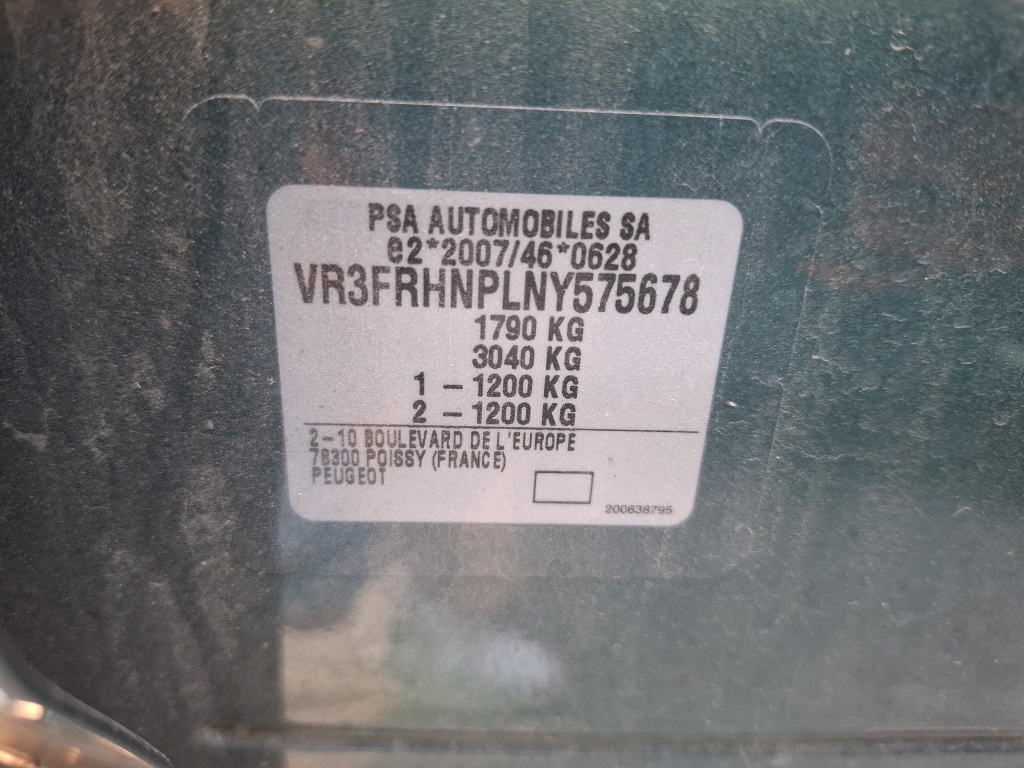 PSA AUTOMOBILES SA
e2*2007/46*0628
VR3FRHNPLNY575678
1790 KG
3040 KG
1 – 1200 KG
2 – 1200 KG
2-10 BOULEVARD DE L'EUROPE
78300 POISSY (FRANCE)
PEUGEOT
200638795